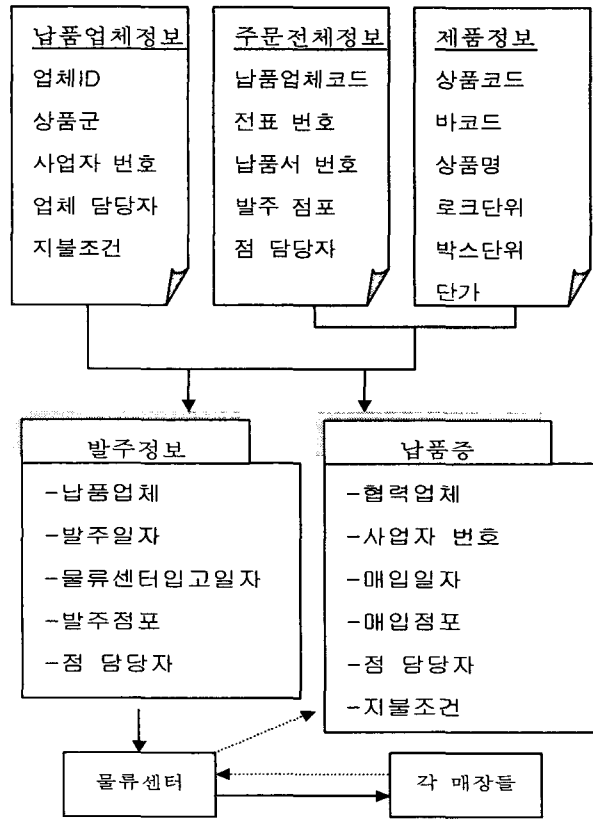 납품업체정보
업체ID
상품군
사업자 번호
업체 담당자
지불조건
주문전체정보
납품업체코드
전표 번호
납품서 번호
발주 점포
점 담당자
제품정보
상품코드
바코드
상품명
로크단위
박스단위
단가
발주정보
-납품업체
-발주일자
-물류센터입고일자
-발주점포
-점 담당자
납품증
-협력업체
-사업자 번호
-매입일자
-매입점포
-점 담당자
-지불조건
물류센터
각 매장들